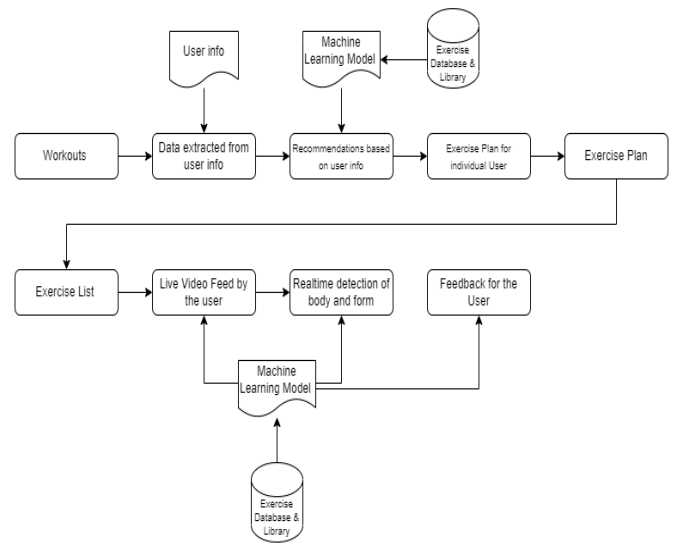 User info
Machine
Learning Model
Exercise
Database &
Library
Workouts
Data extracted from
user info
Recommendations based
on user info
Exercise Plan for
individual User
Exercise Plan
Exercise List
Live Video Feed by
the user
Realtime detection of
body and form
Feedback for the
User
Machine
Learning Model
Exercise
Database &
Library